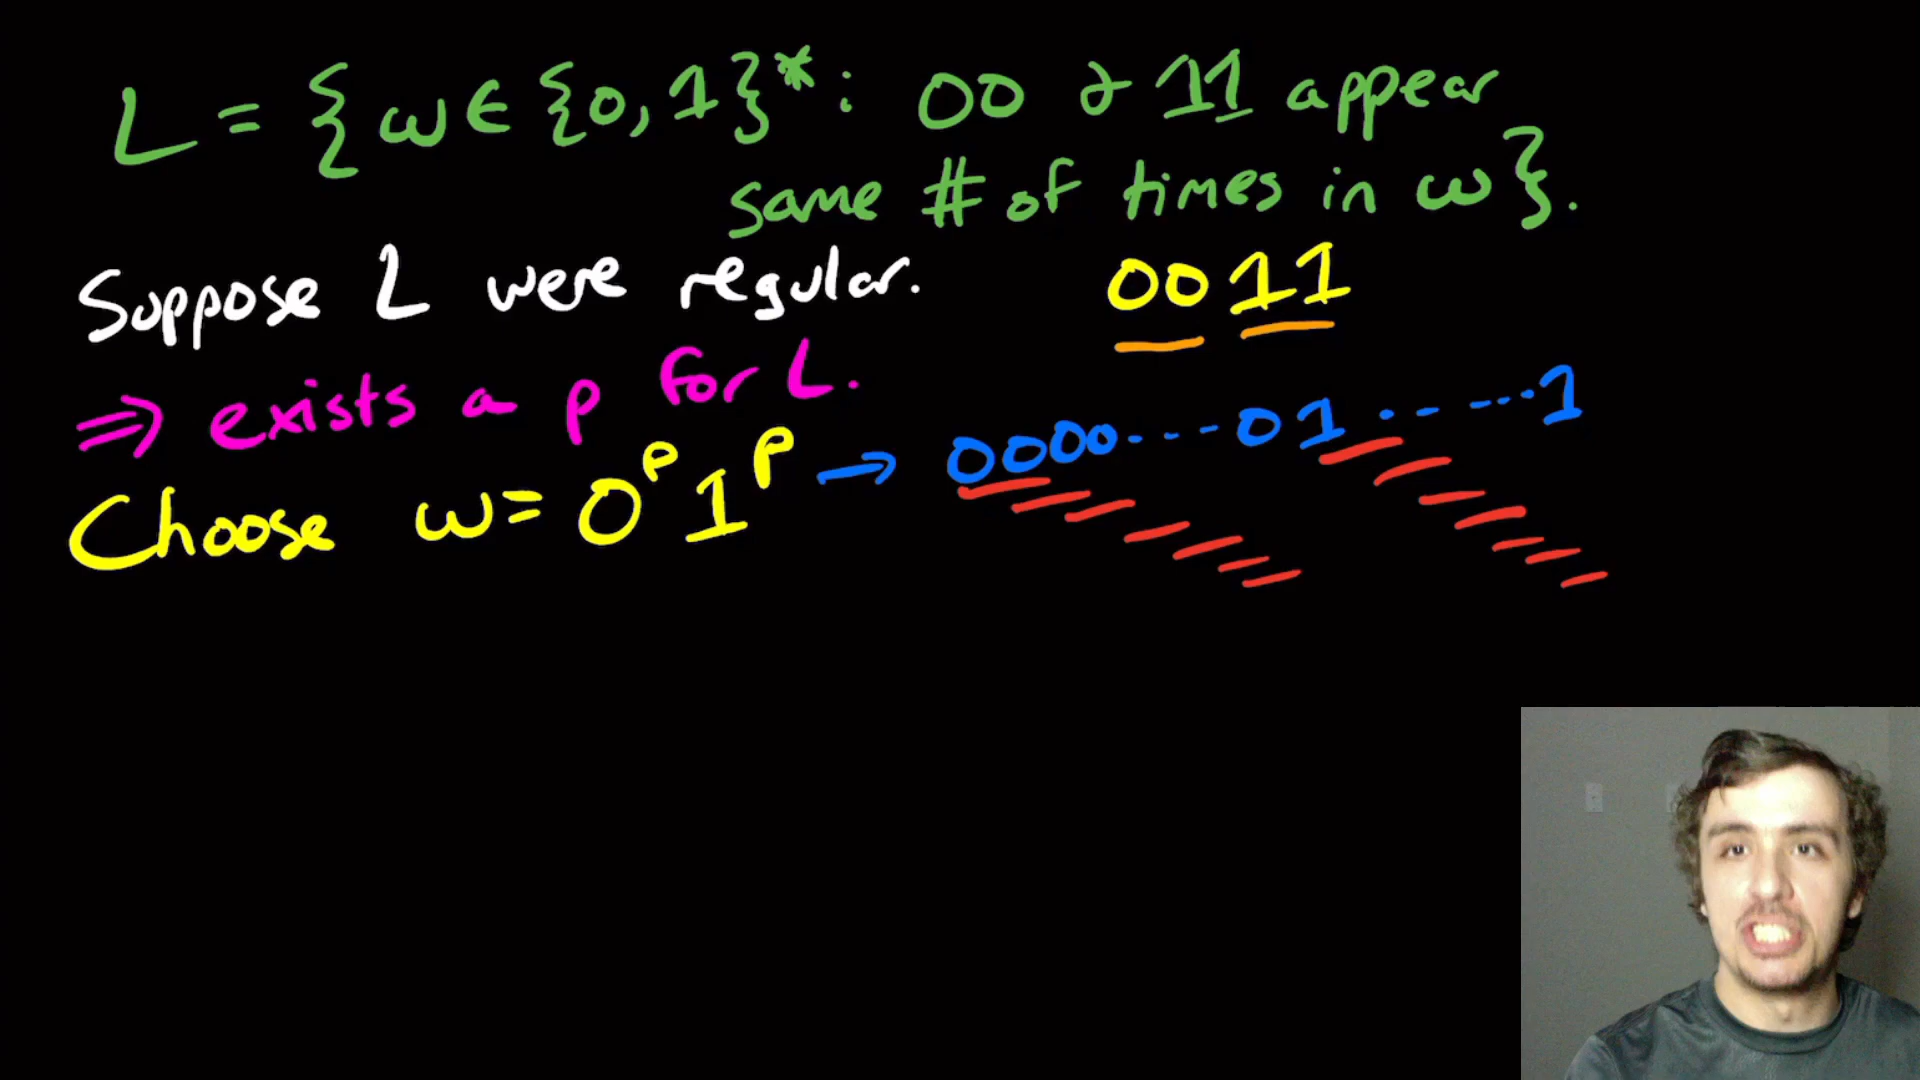 L = {w ∈ {0,1}*: 00 & 11 appear
same # of times in w}.
Suppose L were regular.
0011
⇒ exists a p for L.
Choose w = 0^p 1^p → 0000---01·-- --··1